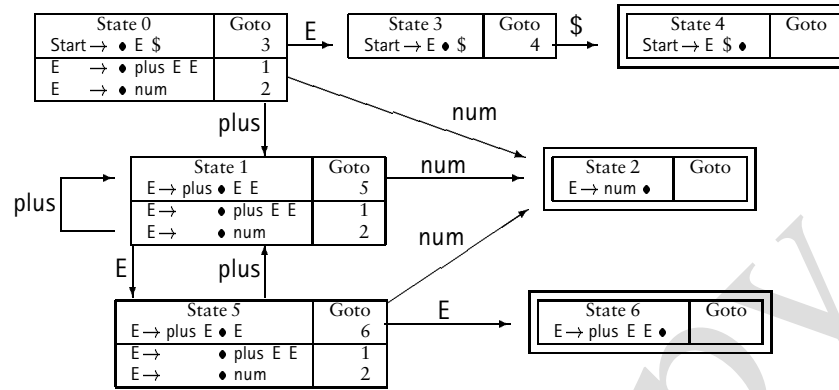 State 0 Goto
Start → • E $ 3
E → • plus E E 1
E → • num 2
E
State 3 Goto
Start → E • $ 4
$
State 4 Goto
Start → E $ •
plus
num
State 1 Goto
E → plus • E E 5
E → • plus E E 1
E → • num 2
plus
num
State 2 Goto
E → num •
E
plus
num
State 5 Goto
E → plus E • E 6
E → • plus E E 1
E → • num 2
E
State 6 Goto
E → plus E E •